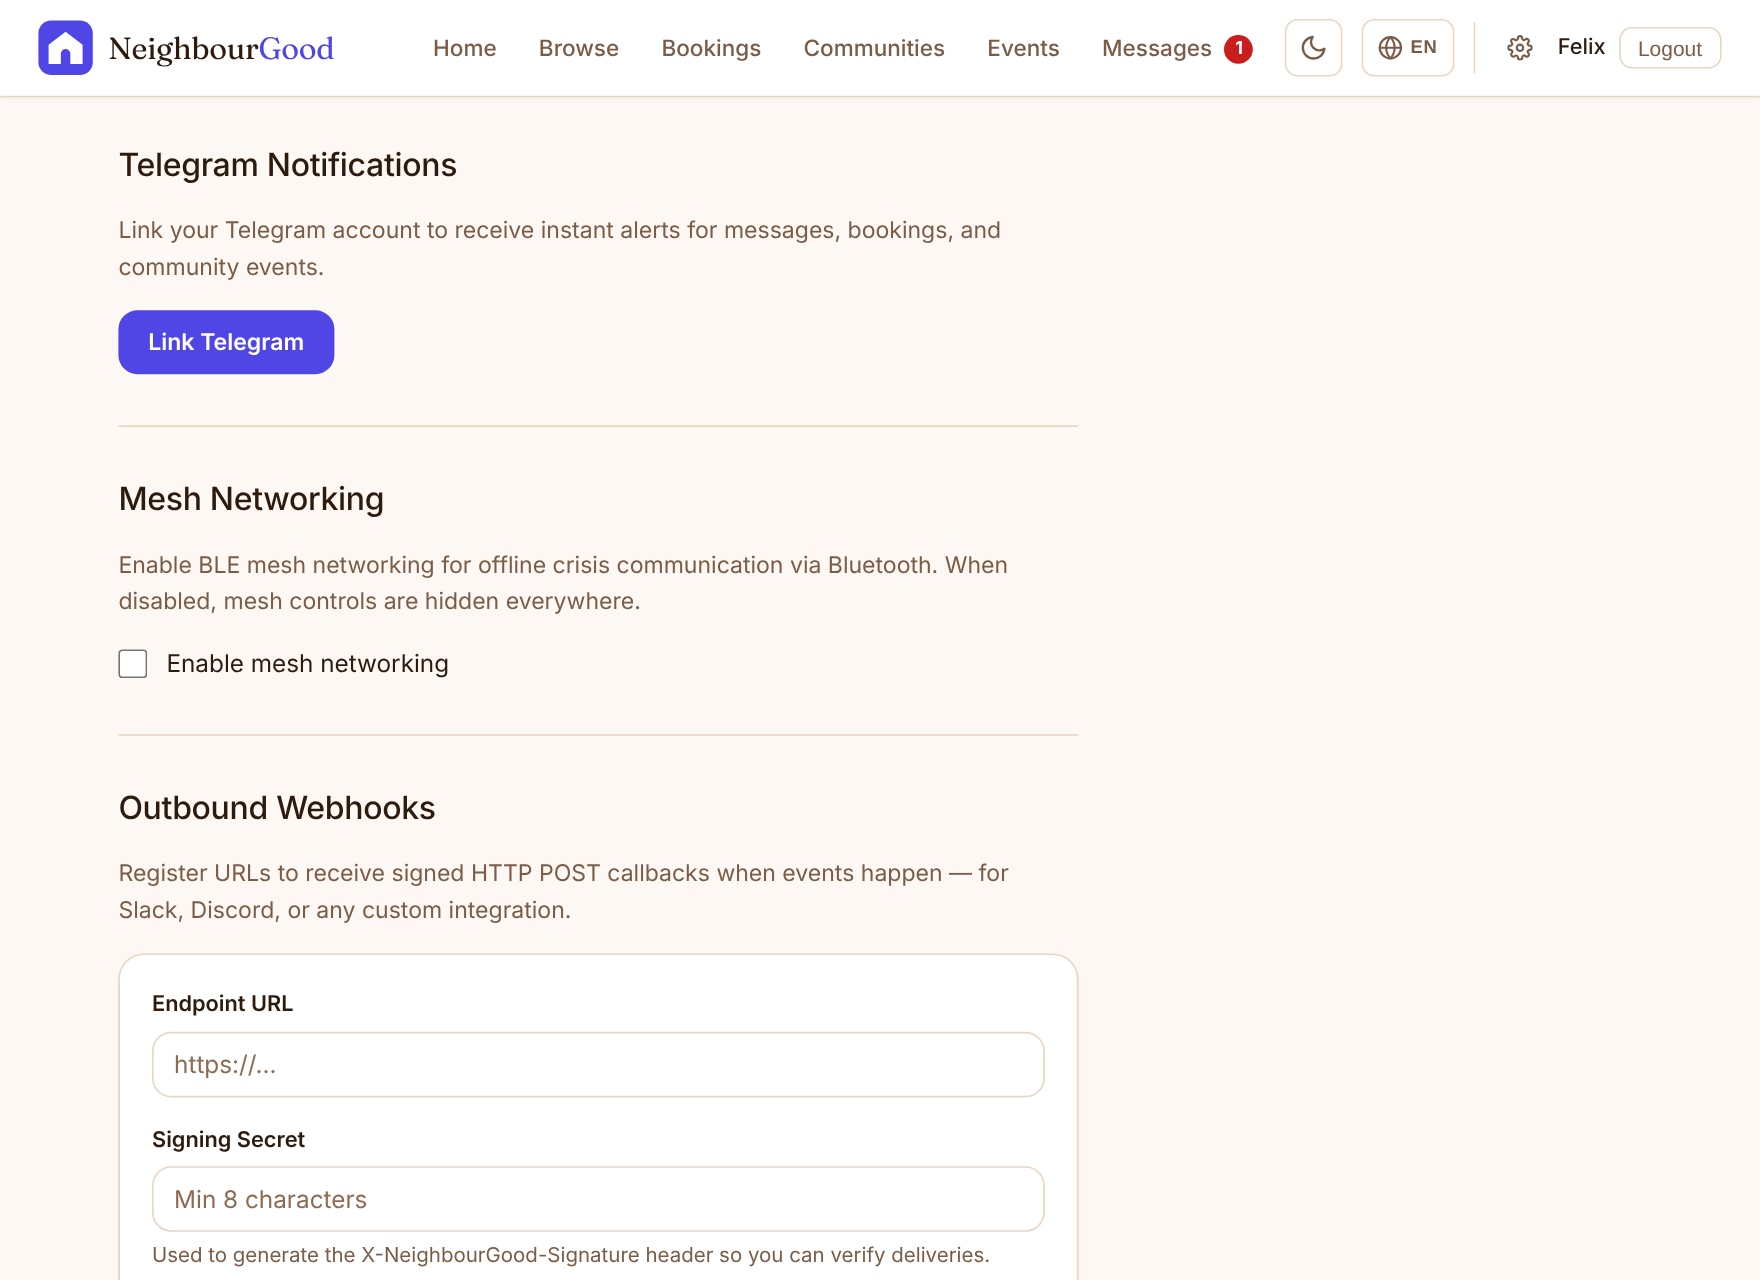 NeighbourGood
Home Browse Bookings Communities Events Messages 1 EN Felix Logout
Telegram Notifications
Link your Telegram account to receive instant alerts for messages, bookings, and
community events.
Link Telegram
Mesh Networking
Enable BLE mesh networking for offline crisis communication via Bluetooth. When
disabled, mesh controls are hidden everywhere.
Enable mesh networking
Outbound Webhooks
Register URLs to receive signed HTTP POST callbacks when events happen — for
Slack, Discord, or any custom integration.
Endpoint URL
https://...
Signing Secret
Min 8 characters
Used to generate the X-NeighbourGood-Signature header so you can verify deliveries.